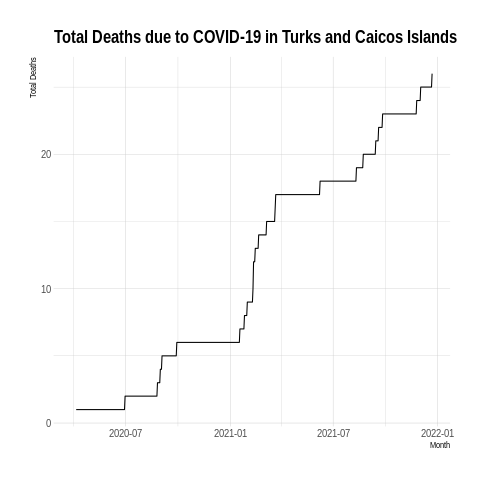 Total Deaths due to COVID-19 in Turks and Caicos Islands
Total Deaths
20
10
0
2020-07 2021-01 2021-07 2022-01
Month